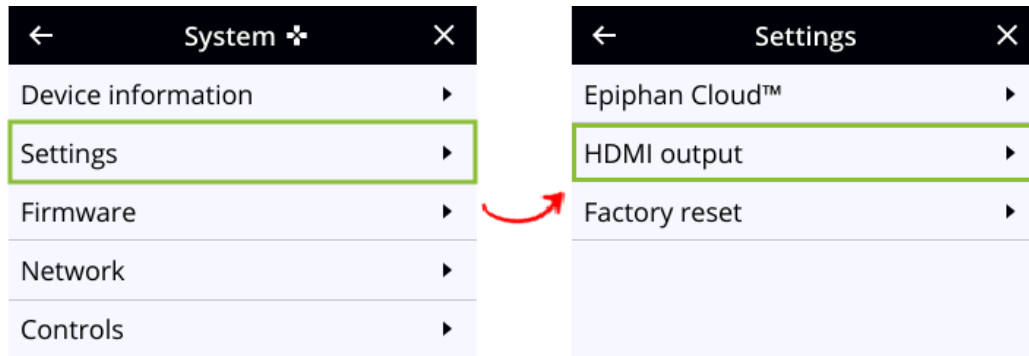 System
Device information
Settings
Firmware
Network
Controls
Settings
Epiphan Cloud™
HDMI output
Factory reset